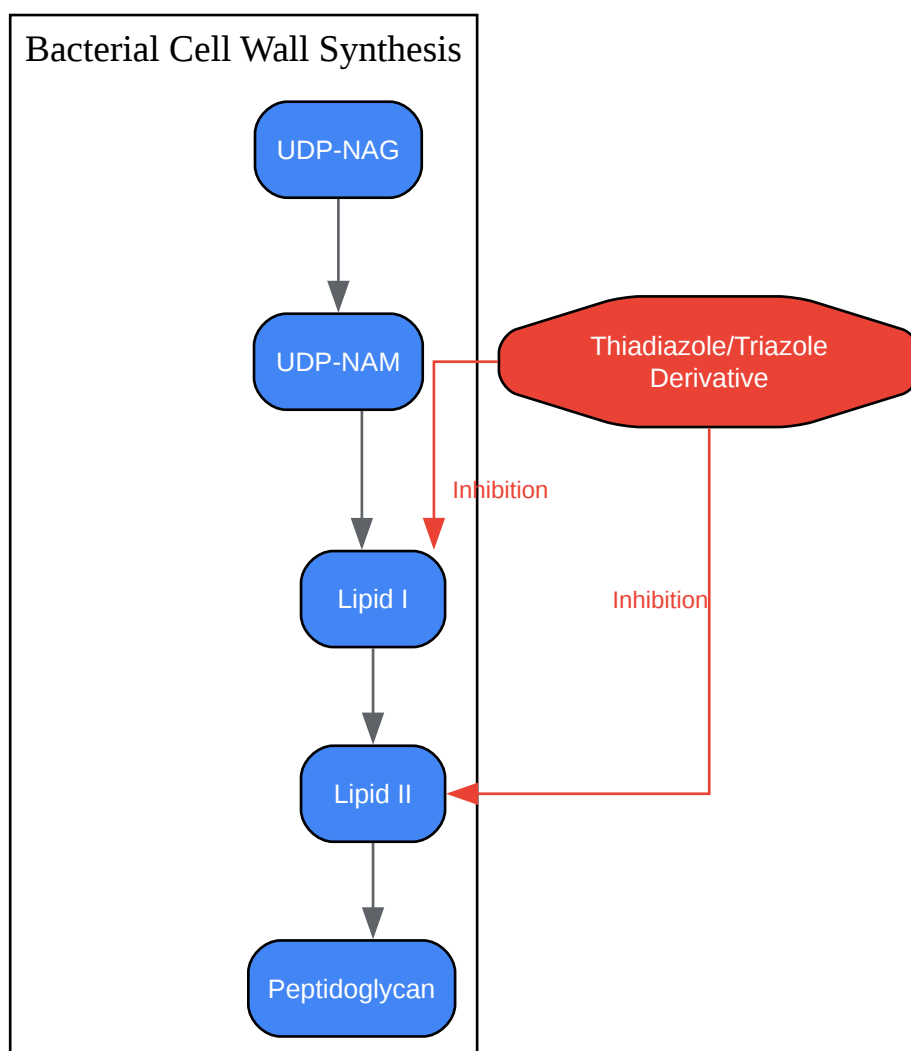 Bacterial Cell Wall Synthesis
UDP-NAG
UDP-NAM
Thiadiazole/Triazole
Derivative
Inhibition
Lipid I
Inhibition
Lipid II
Peptidoglycan